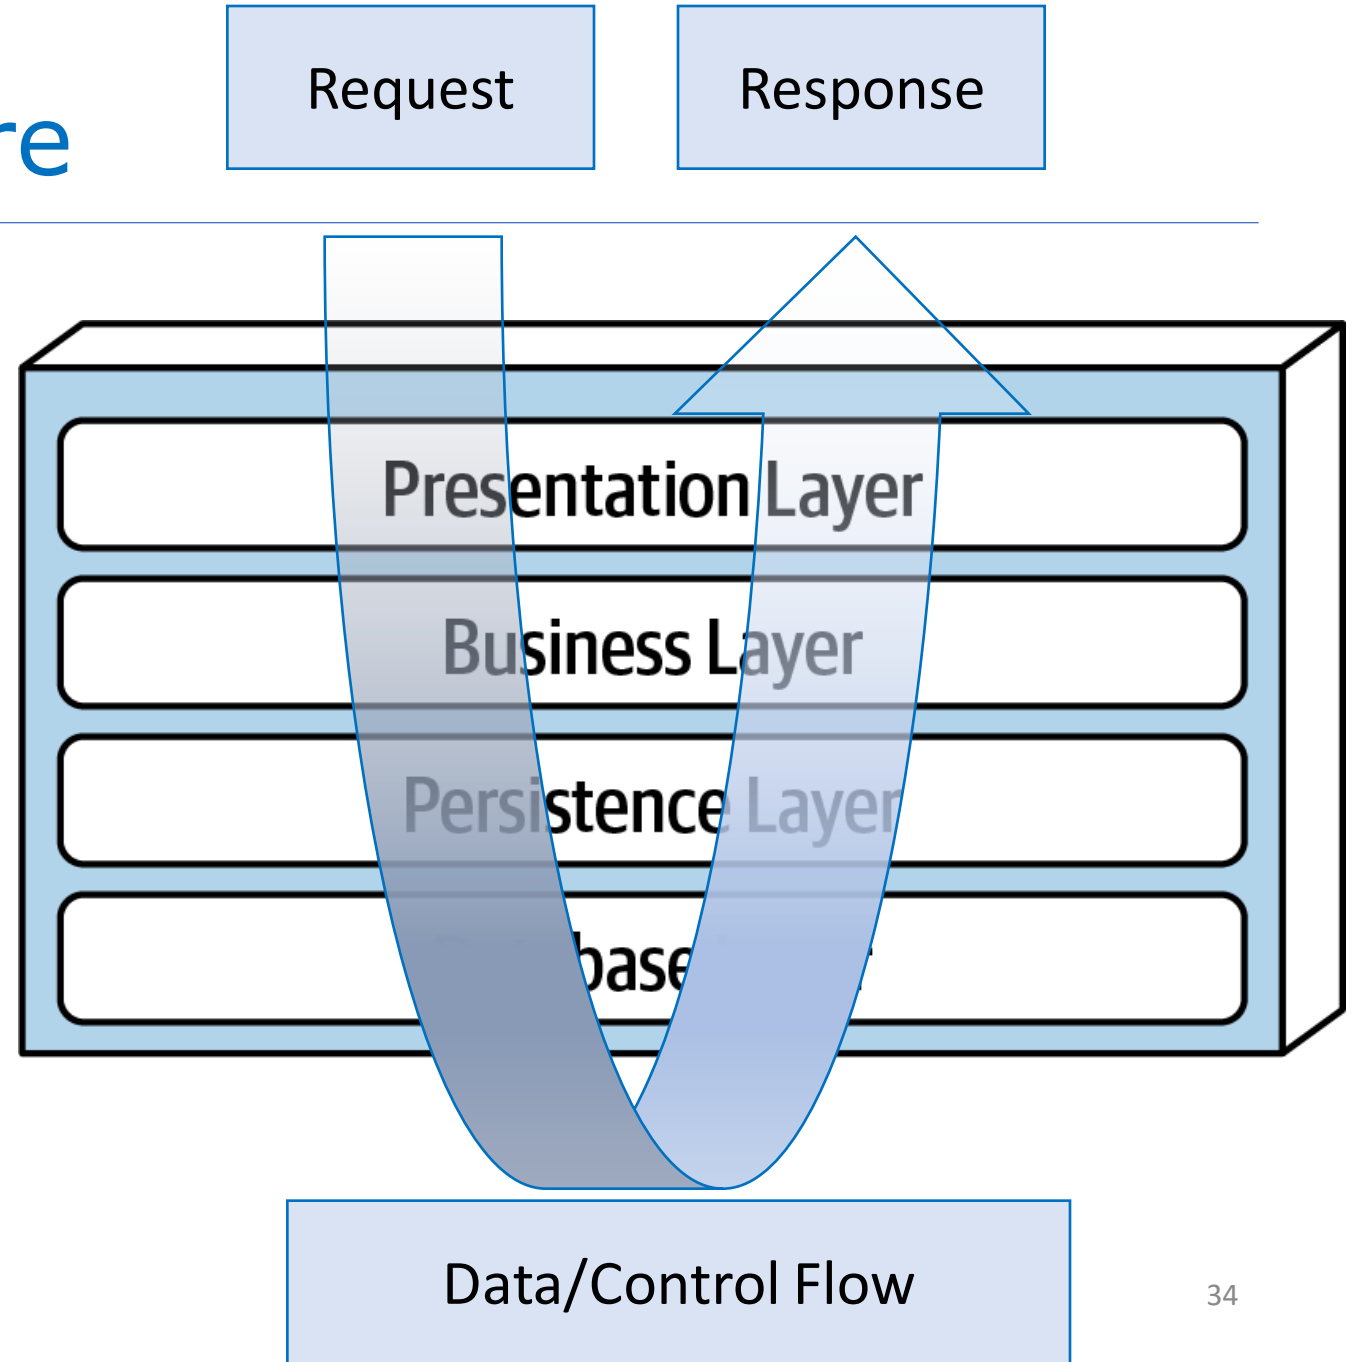 Request
Response
re
Presentation Layer
Business Layer
Persistence Layer
base
Data/Control Flow
34